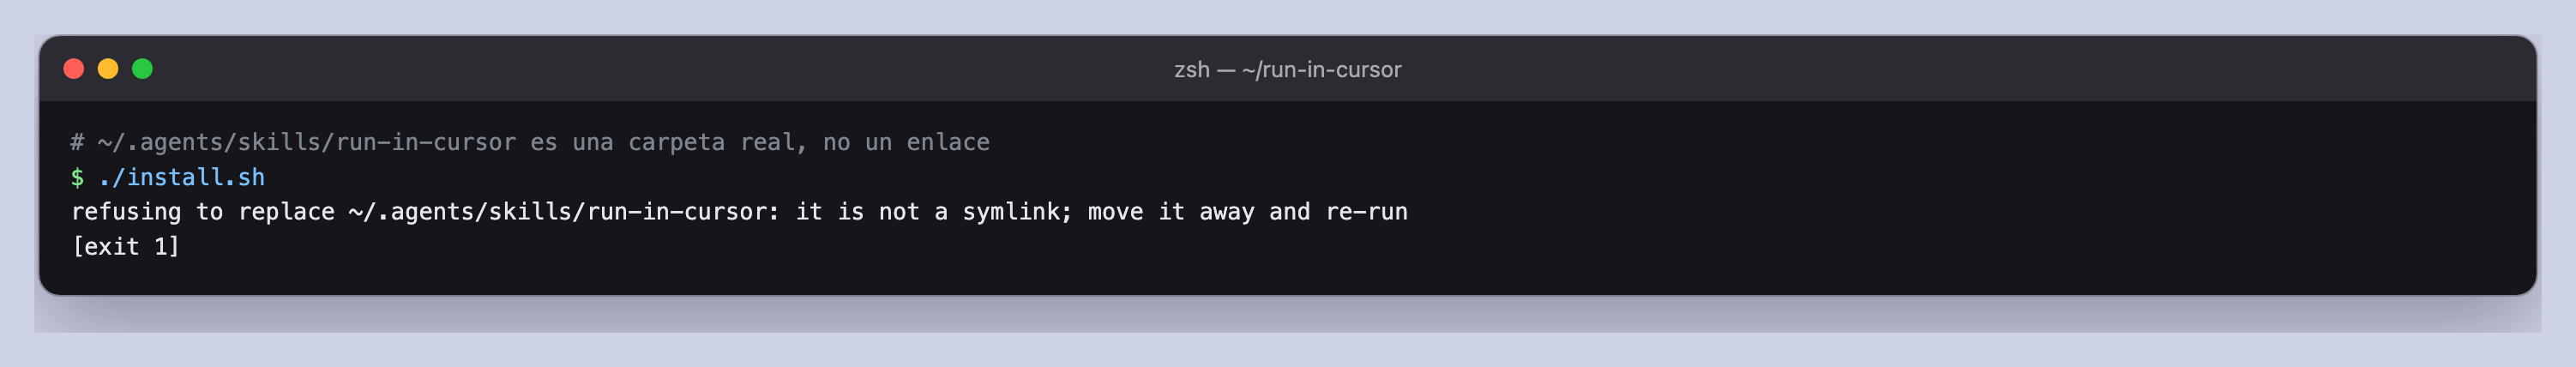 zsh — ~/run-in-cursor
# ~/.agents/skills/run-in-cursor es una carpeta real, no un enlace
$ ./install.sh
refusing to replace ~/.agents/skills/run-in-cursor: it is not a symlink; move it away and re-run
[exit 1]